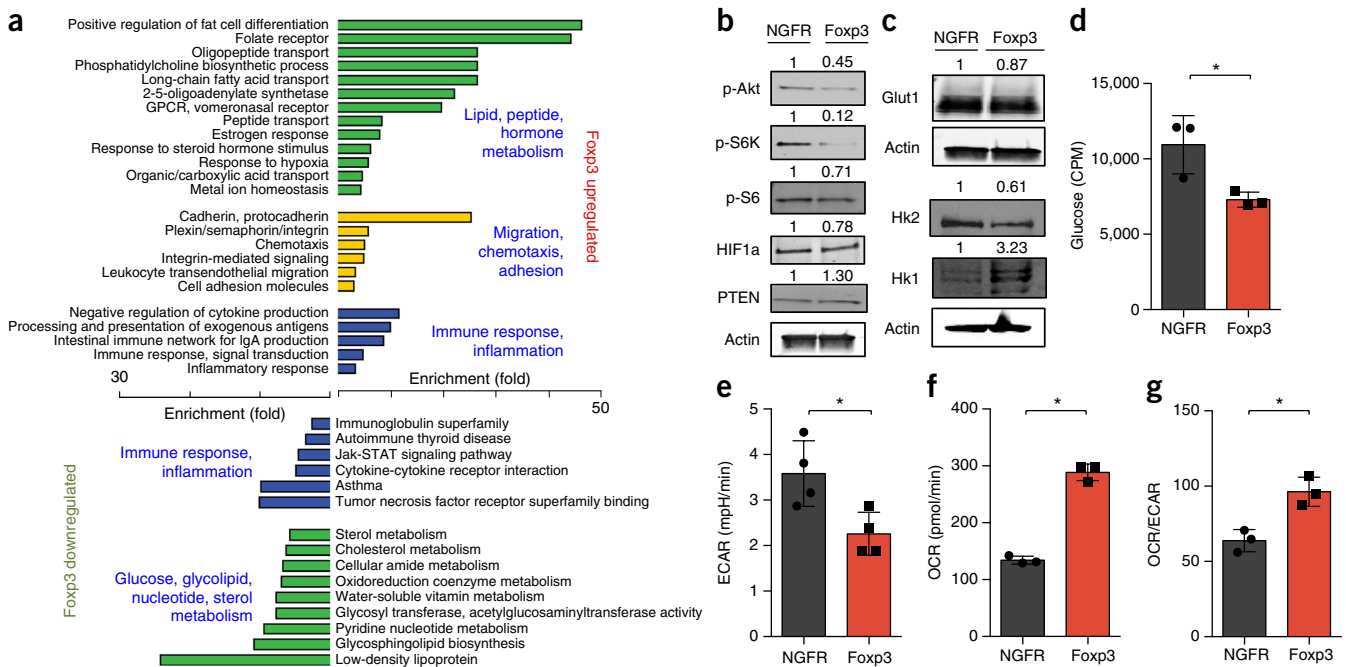 a
Positive regulation of fat cell differentiation
Folate receptor
Oligopeptide transport
Phosphatidylcholine biosynthetic process
Long-chain fatty acid transport
2-5-oligoadenylate synthetase
GPCR, vomeronasal receptor
Peptide transport
Estrogen response
Response to steroid hormone stimulus
Response to hypoxia
Organic/carboxylic acid transport
Metal ion homeostasis
Lipid, peptide,
hormone
metabolism
Cadherin, protocadherin
Plexin/semaphorin/integrin
Chemotaxis
Integrin-mediated signaling
Leukocyte transendothelial migration
Cell adhesion molecules
Migration,
chemotaxis,
adhesion
Negative regulation of cytokine production
Processing and presentation of exogenous antigens
Intestinal immune network for IgA production
Immune response, signal transduction
Inflammatory response
Immune response,
inflammation
Foxp3 upregulated
Enrichment (fold)
50
30
Enrichment (fold)
Foxp3 downregulated
Immune response,
inflammation
Immunoglobulin superfamily
Autoimmune thyroid disease
Jak-STAT signaling pathway
Cytokine-cytokine receptor interaction
Asthma
Tumor necrosis factor receptor superfamily binding
Glucose, glycolipid,
nucleotide, sterol
metabolism
Sterol metabolism
Cholesterol metabolism
Cellular amide metabolism
Oxidoreduction coenzyme metabolism
Water-soluble vitamin metabolism
Glycosyl transferase, acetylglucosaminyltransferase activity
Pyridine nucleotide metabolism
Glycosphingolipid biosynthesis
Low-density lipoprotein
b
NGFR Foxp3
1 0.45
p-Akt
1 0.12
p-S6K
1 0.71
p-S6
1 0.78
HIF1a
1 1.30
PTEN
Actin
c
NGFR Foxp3
1 0.87
Glut1
Actin
1 0.61
Hk2
1 3.23
Hk1
Actin
d
*
Glucose (CPM)
15,000
10,000
5,000
0
NGFR Foxp3
e
*
ECAR (mpH/min)
5
4
3
2
1
0
NGFR Foxp3
f
*
OCR (pmol/min)
400
300
200
100
0
NGFR Foxp3
g
*
OCR/ECAR
150
100
50
0
NGFR Foxp3